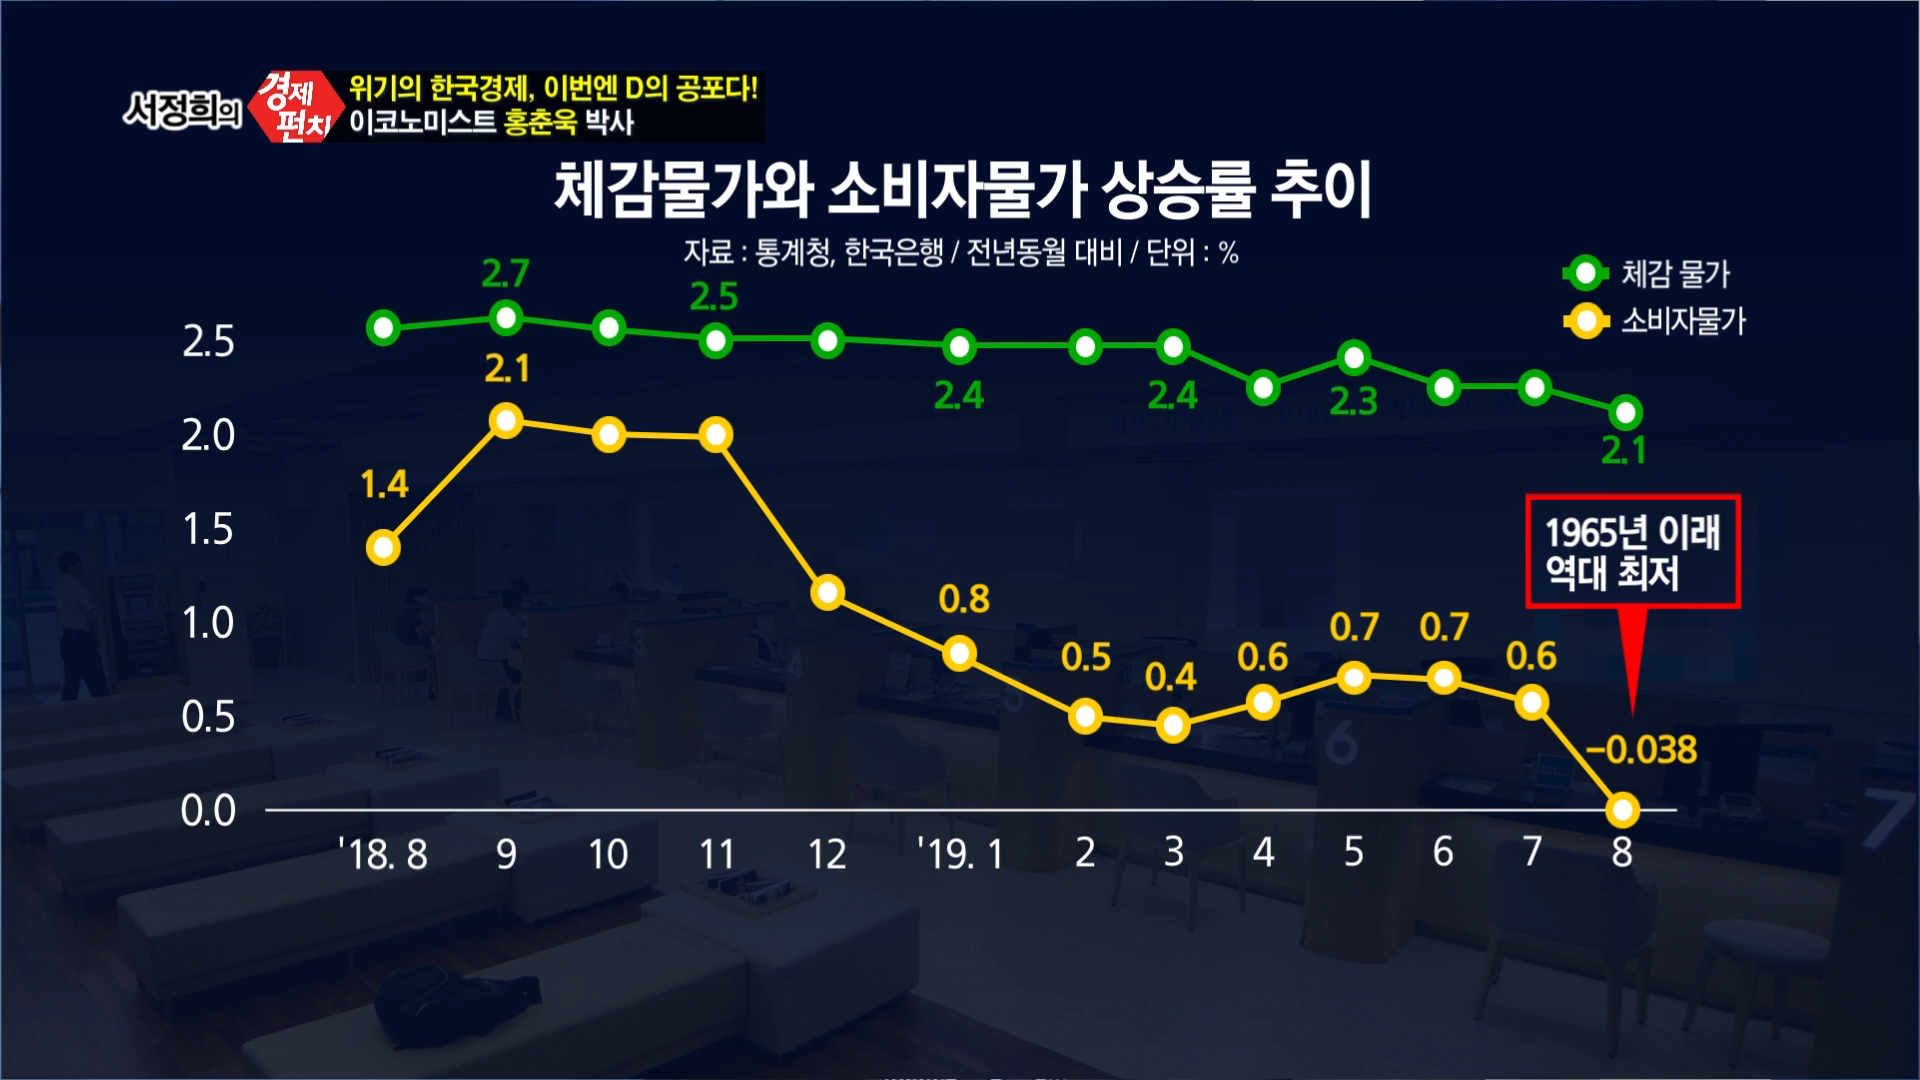 서정희의
경제
펀치
위기의 한국경제, 이번엔 D의 공포다!
이코노미스트 홍춘욱 박사
체감물가와 소비자물가 상승률 추이
자료 : 통계청, 한국은행 / 전년동월 대비 / 단위 : %
체감 물가
소비자물가
2.7
2.5
2.4
2.4
2.3
2.1
1.4
2.1
0.8
0.5
0.4
0.6
0.7
0.7
0.6
-0.038
1965년 이래
역대 최저
2.5
2.0
1.5
1.0
0.5
0.0
'18. 8 9 10 11 12 '19. 1 2 3 4 5 6 7 8
6
7